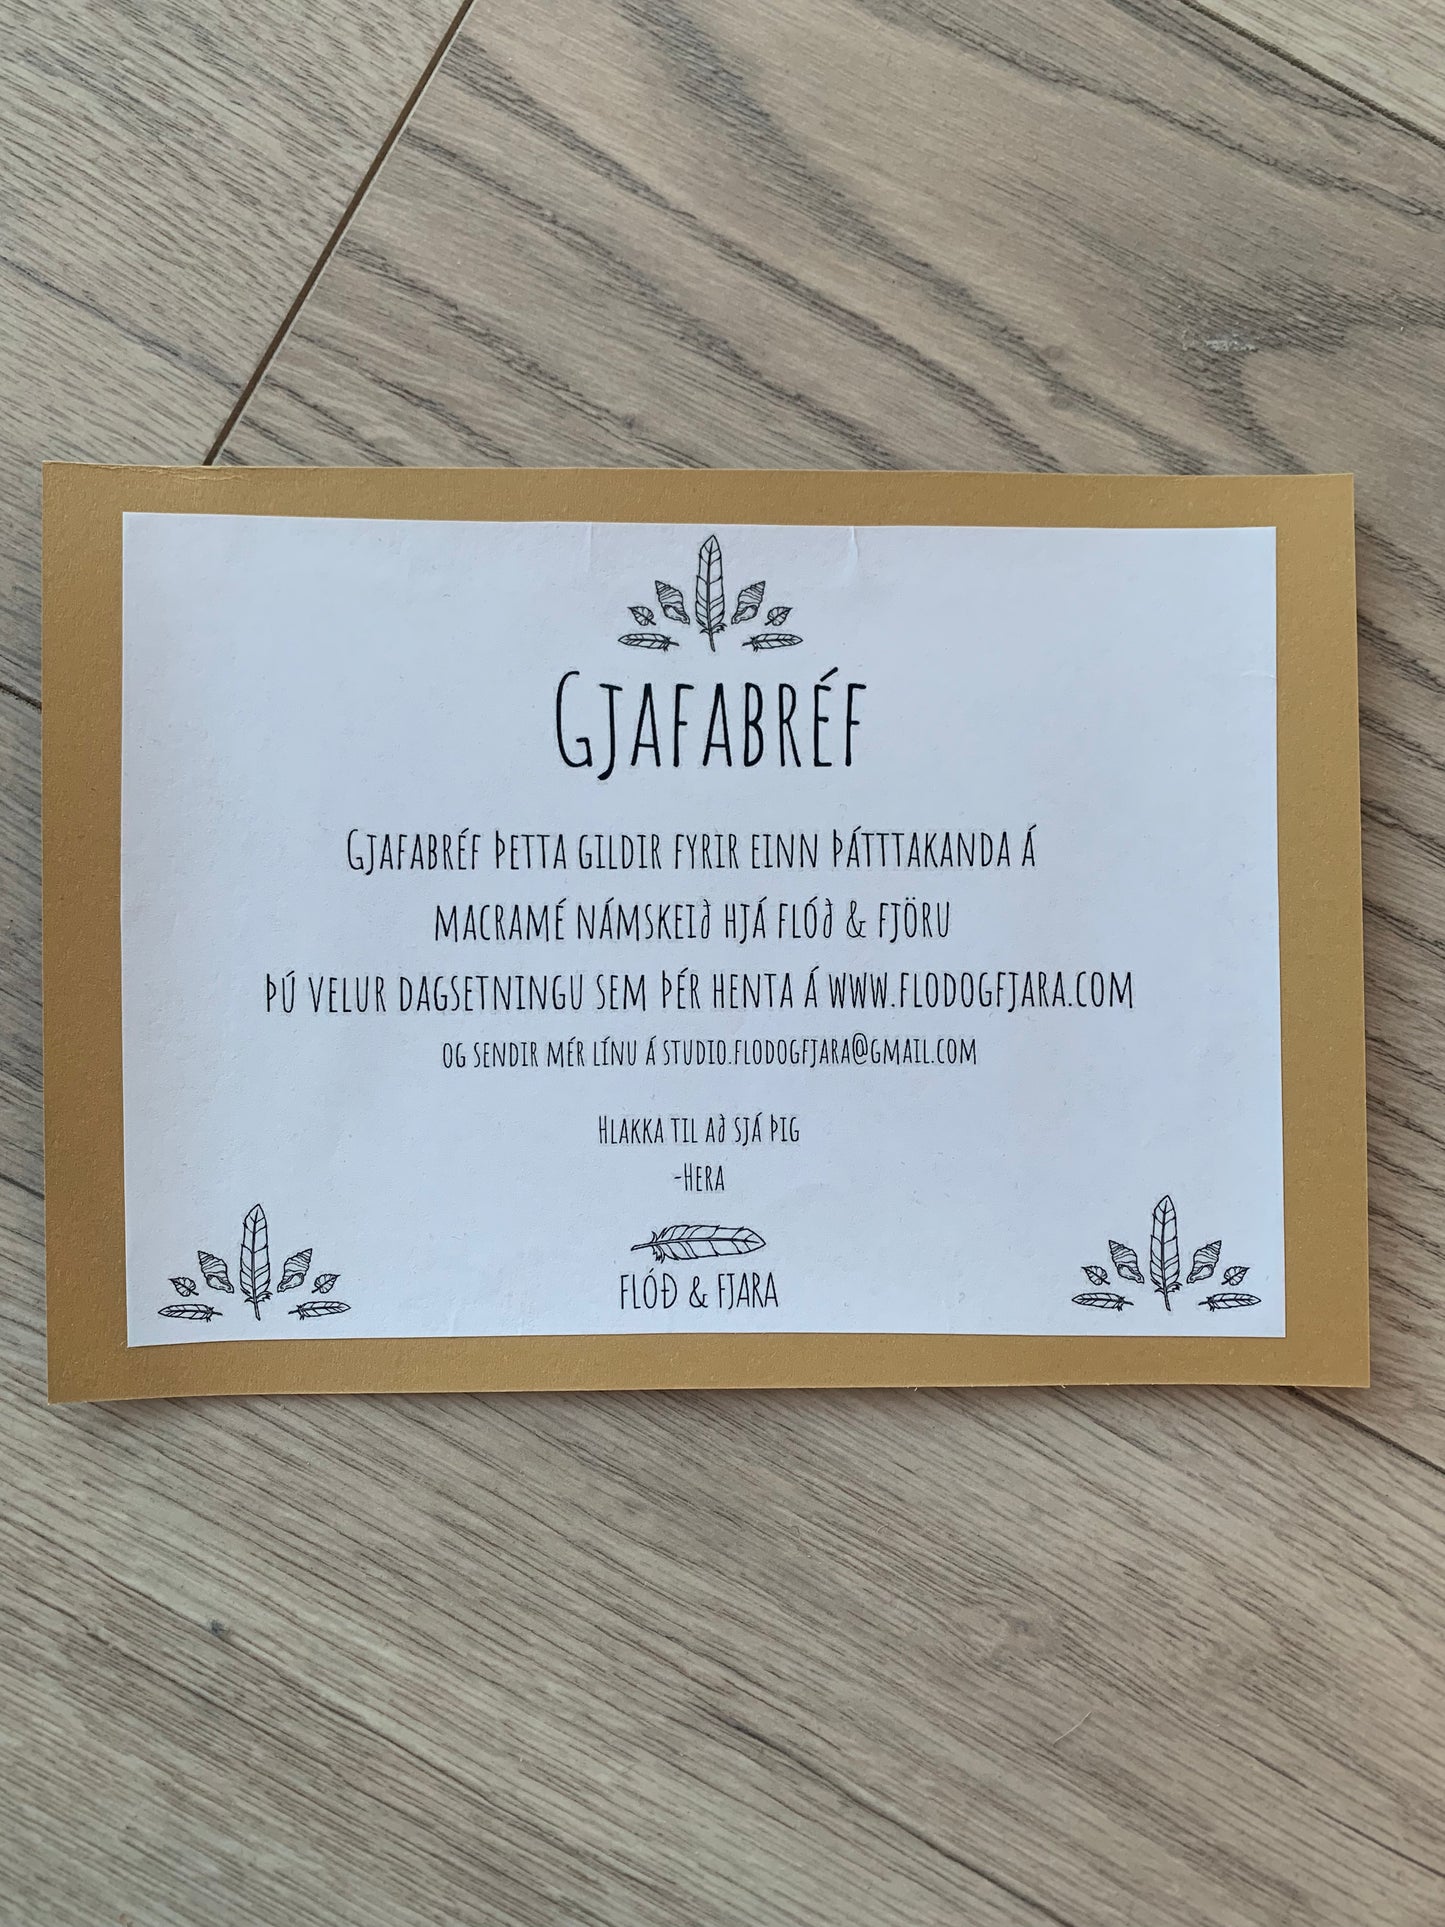 Gjafabréf
Gjafabréf þetta gildir fyrir einn þátttakanda á
macramé námskeið hjá flóð & fjöru
Þú velur dagsetningu sem þér henta á www.flodogfjara.com
og sendir mér línu á studio.flodogfjara@gmail.com
Hlakka til að sjá þig
-Hera
FLÓÐ & FJARA